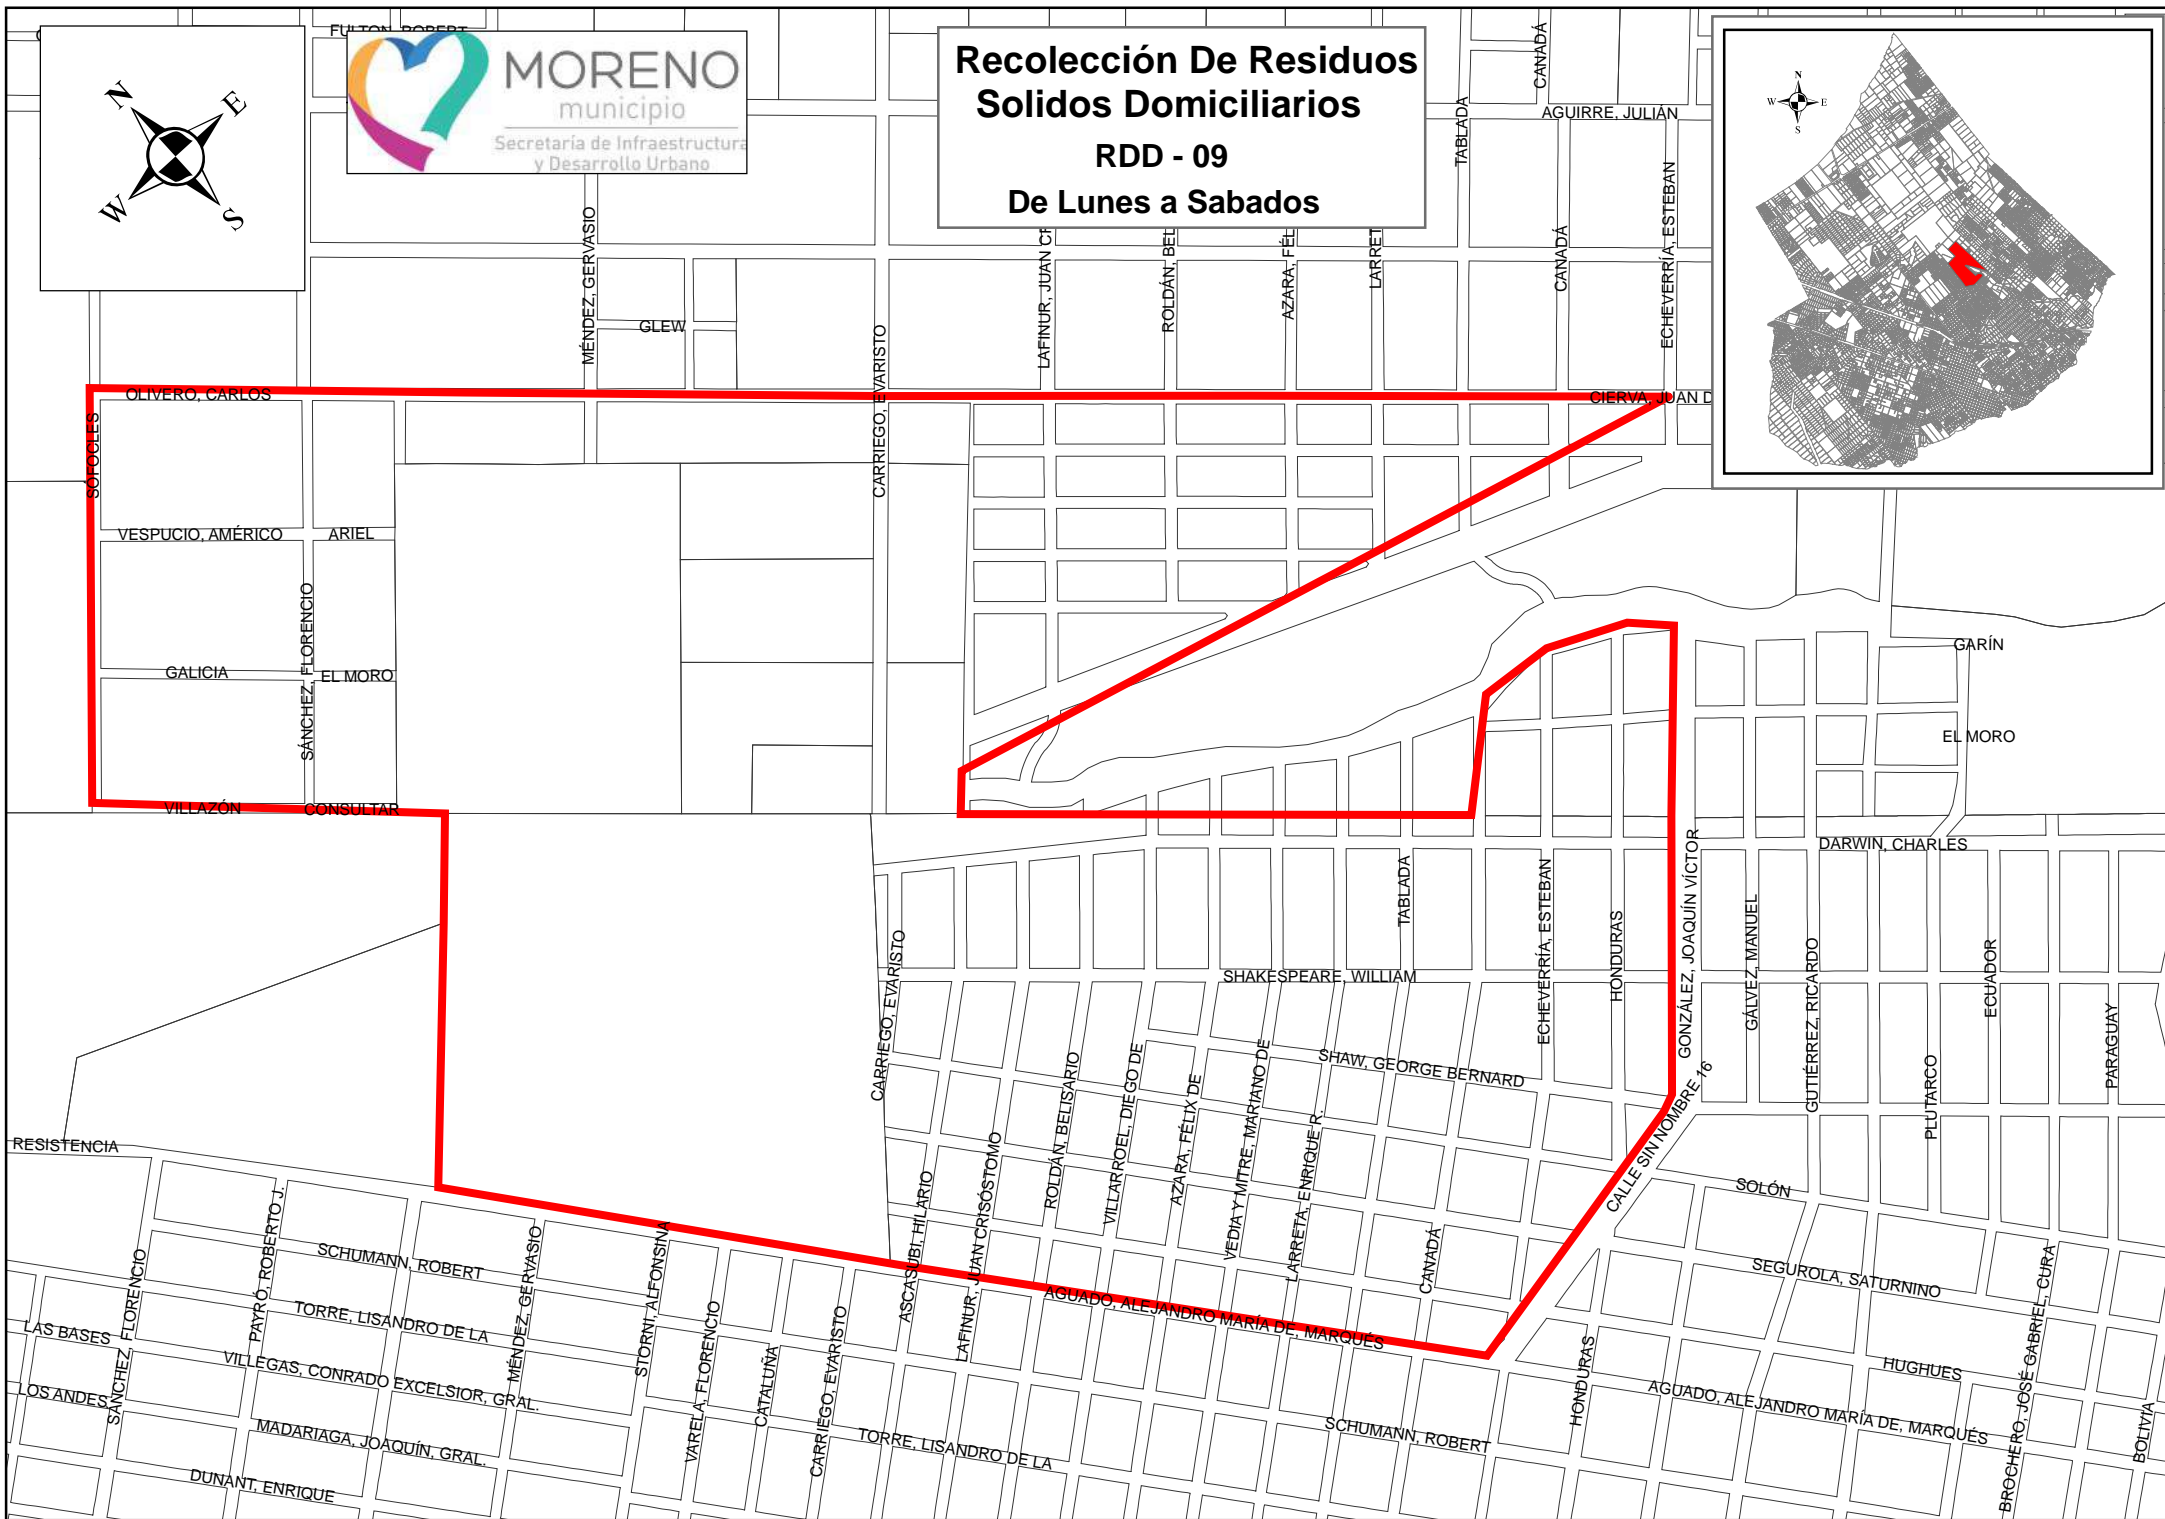 FULTON, ROBERT
N
E
W
S
MORENO
municipio
Secretaría de Infraestructura
y Desarrollo Urbano
Recolección De Residuos
Solidos Domiciliarios
RDD - 09
De Lunes a Sabados
CANADÁ
TABLADA
AGUIRRE, JULIÁN
N
W
E
S
MÉNDEZ, GERVASIO
GLEW
CARRIEGO, EVARISTO
LAFINUR, JUAN CR
ROLDÁN, BEL
AZARA, FÉL
LARRET
CANADÁ
ECHEVERRÍA, ESTEBAN
OLIVERO, CARLOS
CIERVA, JUAN D
SÓFOCLES
VESPUCIO, AMÉRICO
ARIEL
SÁNCHEZ, FLORENCIO
GALICIA
EL MORO
GARÍN
EL MORO
VILLAZÓN
CONSULTAR
DARWIN, CHARLES
TABLADA
ECHEVERRÍA, ESTEBAN
HONDURAS
GONZÁLEZ, JOAQUÍN VÍCTOR
GÁLVEZ, MANUEL
GUTIÉRREZ, RICARDO
ECUADOR
PARAGUAY
PLUTARCO
CARRIEGO, EVARISTO
SHAKESPEARE, WILLIAM
SHAW, GEORGE BERNARD
CALLE SIN NOMBRE 16
RESISTENCIA
ASCASUBI, HILARIO
LAFINUR, JUAN CRISÓSTOMO
ROLDÁN, BELISARIO
VILLARROEL, DIEGO DE
AZARA, FÉLIX DE
VEDIA Y MITRE, MARIANO DE
LARRETA, ENRIQUE R.
CANADÁ
SOLÓN
SEGUROLA, SATURNINO
PAYRÓ, ROBERTO J.
SCHUMANN, ROBERT
MÉNDEZ, GERVASIO
STORNI, ALFONSINA
SÁNCHEZ, FLORENCIO
TORRE, LISANDRO DE LA
VARELA, FLORENCIO
CATALUÑA
CARRIEGO, EVARISTO
AGUADO, ALEJANDRO MARÍA DE, MARQUÉS
LAS BASES
VILLEGAS, CONRADO EXCELSIOR, GRAL.
LOS ANDES
MADARIAGA, JOAQUÍN, GRAL.
DUNANT, ENRIQUE
TORRE, LISANDRO DE LA
SCHUMANN, ROBERT
HONDURAS
HUGHUES
AGUADO, ALEJANDRO MARÍA DE, MARQUÉS
BROCHERO, JOSÉ GABRIEL, CURA
BOLIVIA